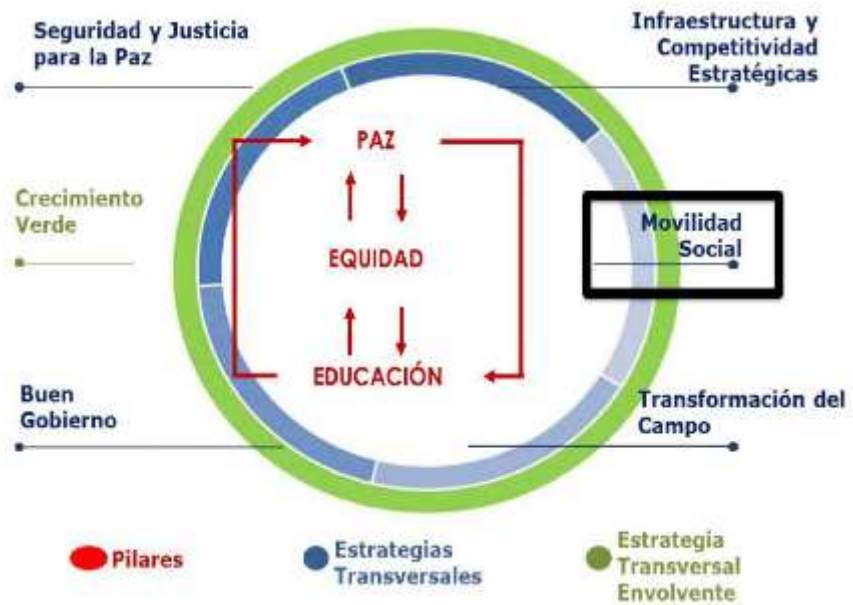 Seguridad y Justicia
para la Paz
Infraestructura y
Competitividad
Estratégicas
PAZ
Crecimiento
Verde
EQUIDAD
Movilidad
Social
EDUCACIÓN
Buen
Gobierno
Transformación del
Campo
Pilares
Estrategias
Transversales
Estrategia
Transversal
Envolvente